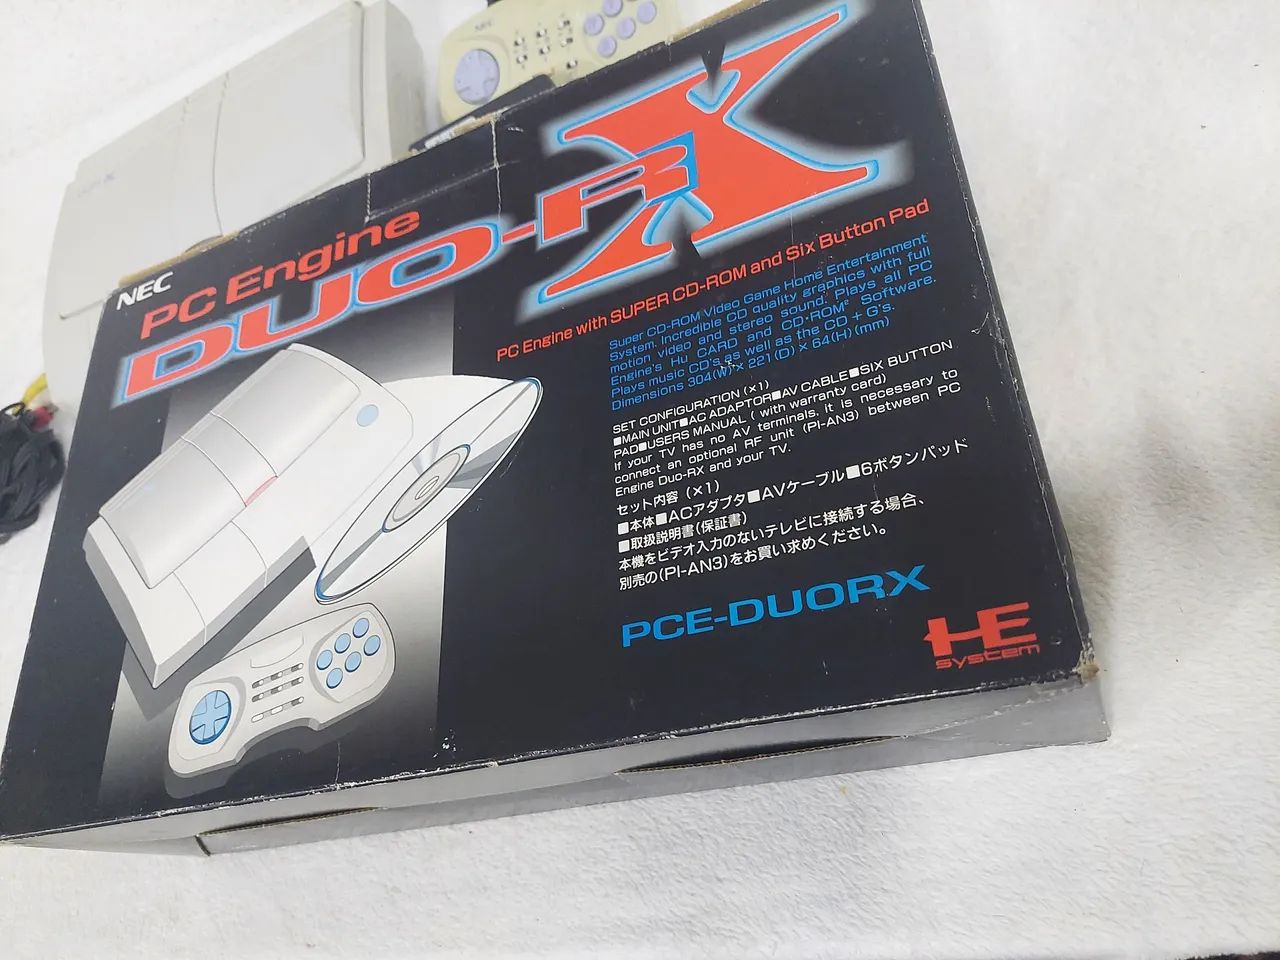 NEC
NEC
PC Engine
DUO-RX
PC Engine with SUPER CD-ROM and Six Button Pad
Super CD-ROM Video Game Home Entertainment
System. Incredible CD quality graphics with full
motion video and stereo sound. Plays all PC
Engine's Hu CARD and CD-ROM² Software.
Plays music CD's as well as the CD + G's.
Dimensions 304(W) × 221(D) × 64(H)(mm)
SET CONFIGURATION (×1)
■MAIN UNIT■AC ADAPTOR■AV CABLE■SIX BUTTON
PAD■USERS MANUAL ( with warranty card)
If your TV has no AV terminals, it is necessary to
connect an optional RF unit (PI-AN3) between PC
Engine Duo-RX and your TV.
セット内容 (×1)
■本体■ACアダプタ■AVケーブル■6ボタンパッド
■取扱説明書(保証書)
本機をビデオ入力のないテレビに接続する場合、
別売の(PI-AN3)をお買い求めください。
PCE-DUORX
HE
system